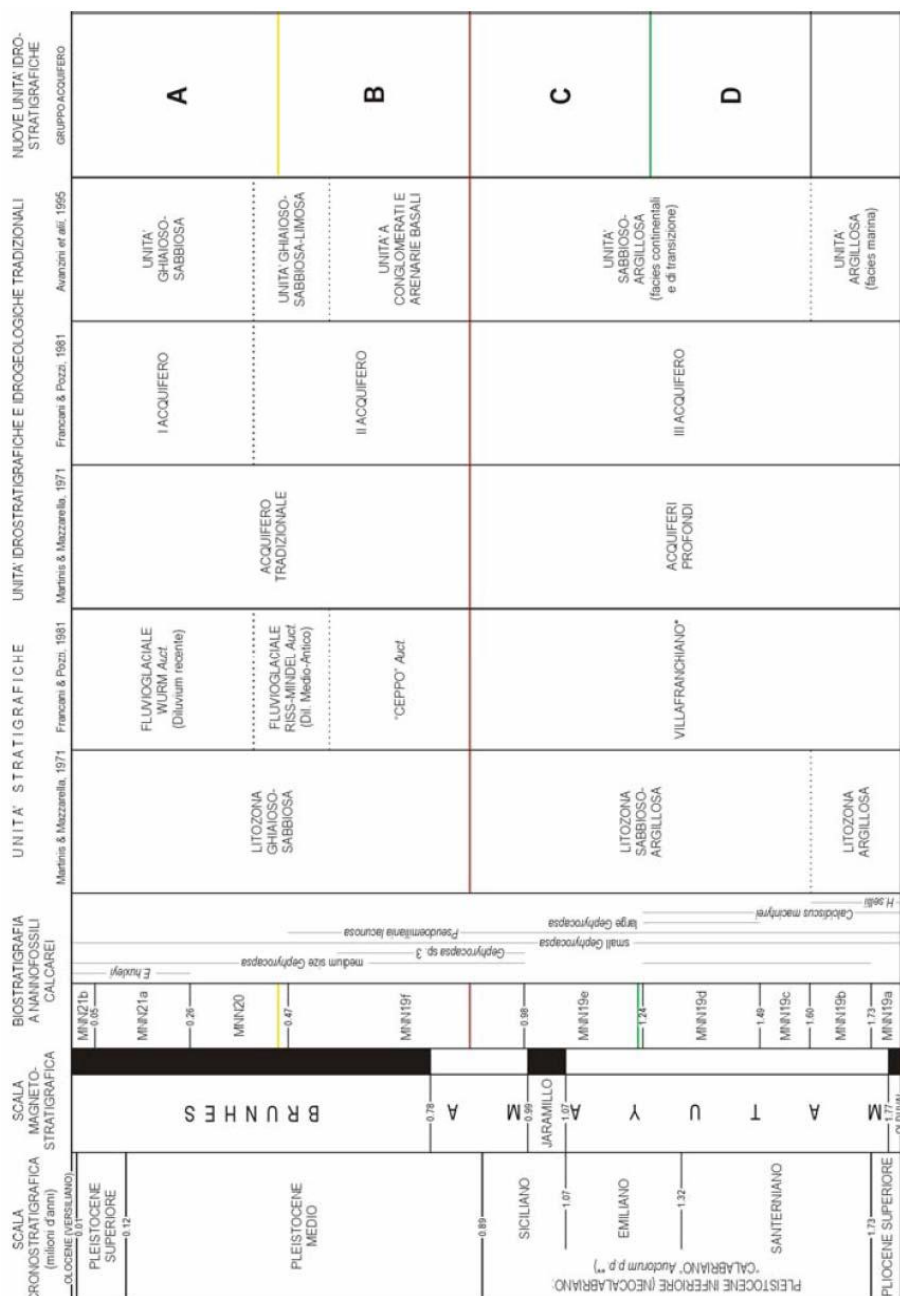 SCALA
CRONOSTRATIGRAFICA
(milioni d'anni)
OLOCENE (VERSILIANO)
0.01
PLEISTOCENE
SUPERIORE
0.12
PLEISTOCENE
MEDIO
0.89
SICILIANO
1.07
EMILIANO
1.32
SANTERNIANO
1.73
PLEISTOCENE INFERIORE (NEOCALABRIANO:
"CALABRIANO" Auctorum p.p.**)
PLIOCENE SUPERIORE
SCALA
MAGNETO-
STRATIGRAFICA
BRUNHES
0.78
MATUYAMA
0.99
JARAMILLO
1.07
1.77
BIOSTRATIGRAFIA
A NANNOFOSSILI
CALCAREI
MNN21b
0.05
MNN21a
0.26
MNN20
0.47
MNN19f
0.98
MNN19e
1.24
MNN19d
1.49
MNN19c
1.60
MNN19b
1.73
MNN19a
E.huxleyi
medium size Gephyrocapsa
Gephyrocapsa sp. 3
small Gephyrocapsa
Pseudoemiliania lacunosa
large Gephyrocapsa
Calcidiscus macintyrei
H.sellii
UNITA' STRATIGRAFICHE
Martinis & Mazzarella, 1971
LITOZONA
GHIAIOSO-
SABBIOSA
LITOZONA
SABBIOSO-
ARGILLOSA
LITOZONA
ARGILLOSA
Francani & Pozzi, 1981
FLUVIOGLACIALE
WURM Auct.
(Diluvium recente)
FLUVIOGLACIALE
RISS-MINDEL Auct.
(Dil. Medio-Antico)
"CEPPO" Auct.
VILLAFRANCHIANO*
UNITA' IDROSTRATIGRAFICHE E IDROGEOLOGICHE TRADIZIONALI
Martinis & Mazzarella, 1971
ACQUIFERO
TRADIZIONALE
ACQUIFERI
PROFONDI
Francani & Pozzi, 1981
I ACQUIFERO
II ACQUIFERO
III ACQUIFERO
Avanzini et alii, 1995
UNITA'
GHIAIOSO-
SABBIOSA
UNITA' GHIAIOSO-
SABBIOSA-LIMOSA
UNITA' A
CONGLOMERATI E
ARENARIE BASALI
UNITA'
SABBIOSO-
ARGILLOSA
(facies continentali
e di transizione)
UNITA'
ARGILLOSA
(facies marina)
NUOVE UNITA' IDRO-
STRATIGRAFICHE
GRUPPO ACQUIFERO
A
B
C
D